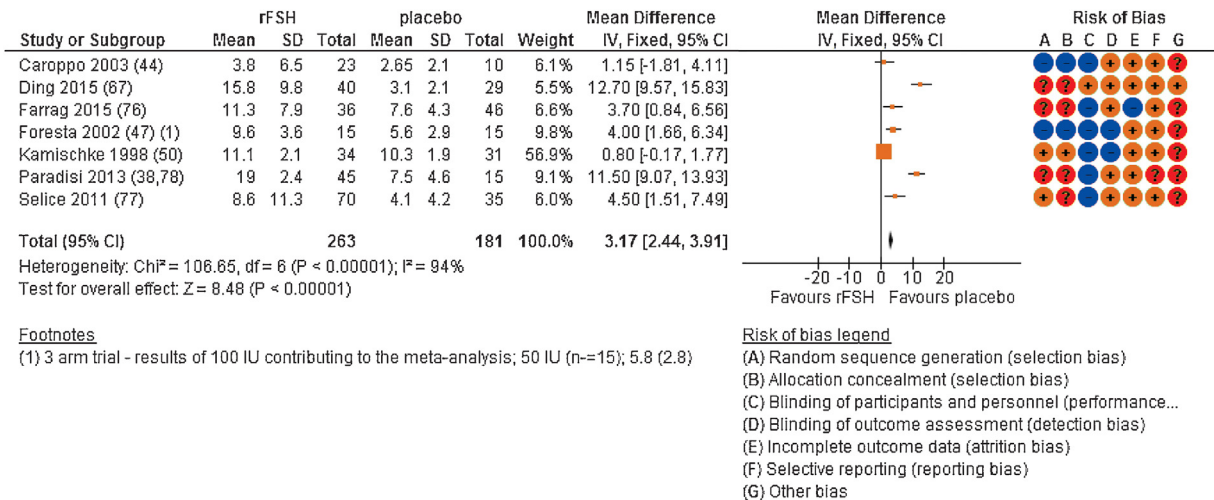 rFSH placebo Mean Difference Mean Difference Risk of Bias
Study or Subgroup Mean SD Total Mean SD Total Weight IV, Fixed, 95% CI IV, Fixed, 95% CI A B C D E F G
Caroppo 2003 (44) 3.8 6.5 23 2.65 2.1 10 6.1% 1.15 [-1.81, 4.11] - - - + + + ?
Ding 2015 (67) 15.8 9.8 40 3.1 2.1 29 5.5% 12.70 [9.57, 15.83] ? ? + + + + +
Farrag 2015 (76) 11.3 7.9 36 7.6 4.3 46 6.6% 3.70 [0.84, 6.56] ? ? - + - + ?
Foresta 2002 (47) (1) 9.6 3.6 15 5.6 2.9 15 9.8% 4.00 [1.66, 6.34] - - - - + + ?
Kamischke 1998 (50) 11.1 2.1 34 10.3 1.9 31 56.9% 0.80 [-0.17, 1.77] + + - - + + ?
Paradisi 2013 (38,78) 19 2.4 45 7.5 4.6 15 9.1% 11.50 [9.07, 13.93] ? ? - + + ? ?
Selice 2011 (77) 8.6 11.3 70 4.1 4.2 35 6.0% 4.50 [1.51, 7.49] + ? - + + + ?
Total (95% CI) 263 181 100.0% 3.17 [2.44, 3.91]
Heterogeneity: Chi² = 106.65, df = 6 (P < 0.00001); I² = 94%
Test for overall effect: Z = 8.48 (P < 0.00001)
-20 -10 0 10 20
Favours rFSH Favours placebo
Footnotes
(1) 3 arm trial - results of 100 IU contributing to the meta-analysis; 50 IU (n-=15); 5.8 (2.8)
Risk of bias legend
(A) Random sequence generation (selection bias)
(B) Allocation concealment (selection bias)
(C) Blinding of participants and personnel (performance...
(D) Blinding of outcome assessment (detection bias)
(E) Incomplete outcome data (attrition bias)
(F) Selective reporting (reporting bias)
(G) Other bias